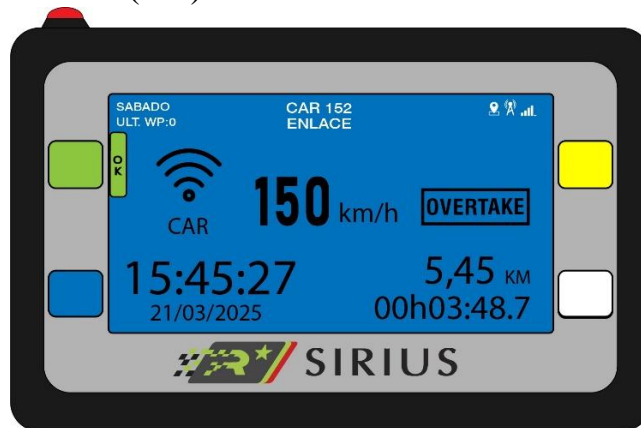 SABADO
ULT. WP:0
CAR 152
ENLACE
OK
CAR
150 km/h
OVERTAKE
15:45:27
21/03/2025
5,45 KM
00h03:48.7
R SIRIUS